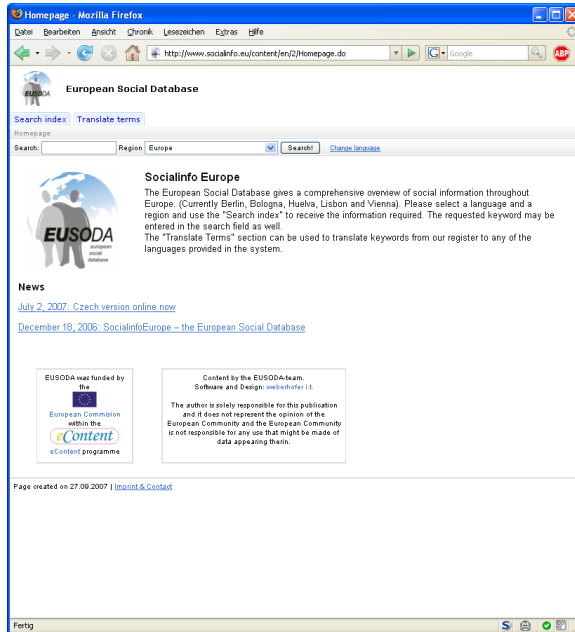 Homepage - Mozilla Firefox
Datei Bearbeiten Ansicht Chronik Lesezeichen Extras Hilfe
http://www.socialinfo.eu/content/en/2/Homepage.do
G Google
ABP
EUSODA
European Social Database
Search index Translate terms
Homepage
Search: Region Europe Search! Change language
EUSODA
european
social
database
Socialinfo Europe
The European Social Database gives a comprehensive overview of social information throughout
Europe. (Currently Berlin, Bologna, Huelva, Lisbon and Vienna). Please select a language and a
region and use the "Search index" to receive the information required. The requested keyword may be
entered in the search field as well.
The "Translate Terms" section can be used to translate keywords from our register to any of the
languages provided in the system.
News
July 2, 2007: Czech version online now
December 18, 2006: SocialinfoEurope – the European Social Database
EUSODA was funded by
the
European Commision
within the
eContent
eContent programme
Content by the EUSODA-team.
Software and Design: weberhofer i.t.
The author is solely responsible for this publication
and it does not represent the opinion of the
European Community and the European Community
is not responsible for any use that might be made of
data appearing therin.
Page created on 27.09.2007 | Imprint & Contact
Fertig
S